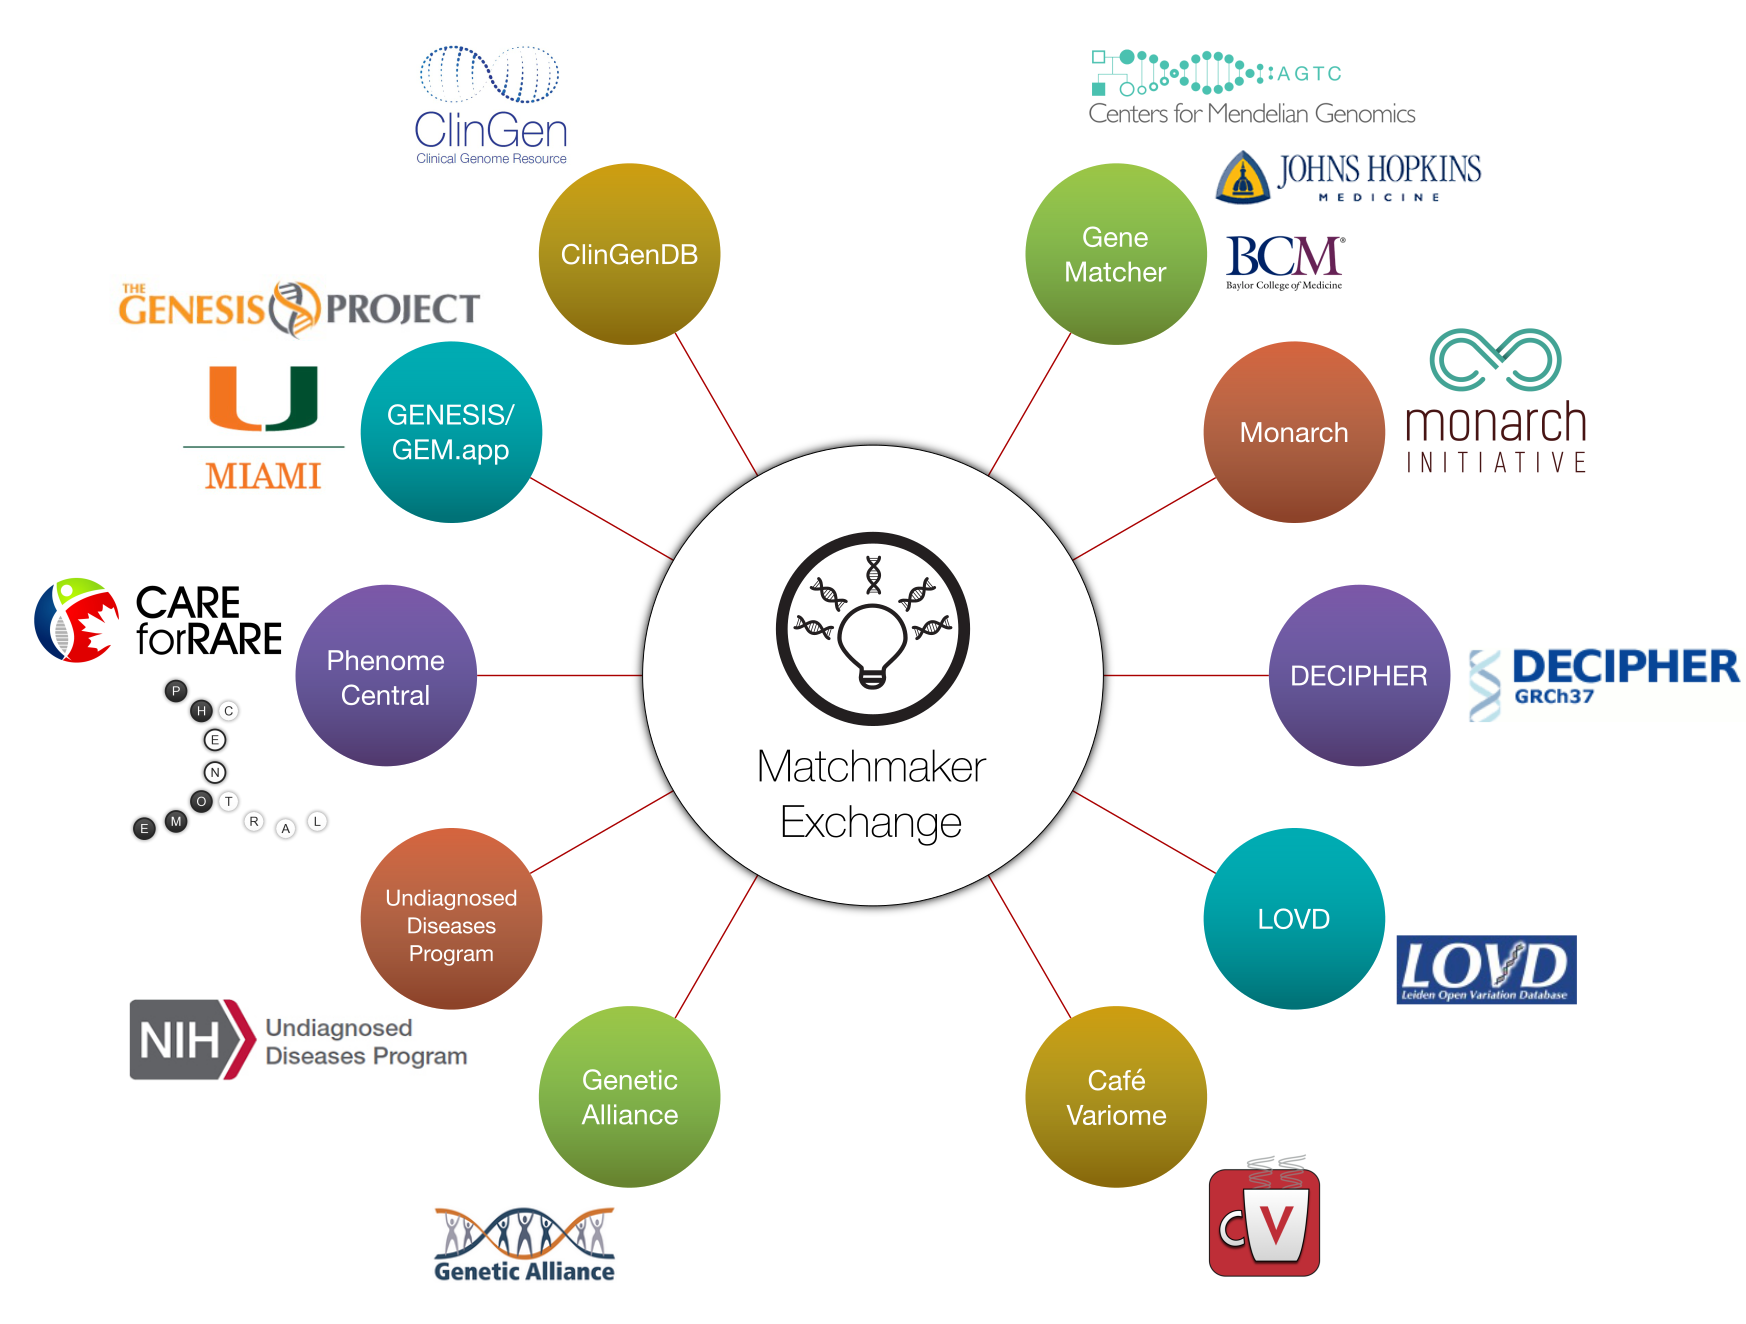 ClinGen
Clinical Genome Resource
ClinGenDB
AGTC
Centers for Mendelian Genomics
JOHNS HOPKINS
MEDICINE
BCM®
Baylor College of Medicine
Gene
Matcher
THE
GENESIS PROJECT
U
MIAMI
GENESIS/
GEM.app
Monarch
monarch
INITIATIVE
CARE
forRARE
Phenome
Central
P
H C
E
N
O T
E M R A L
DECIPHER
DECIPHER
GRCh37
Matchmaker
Exchange
Undiagnosed
Diseases
Program
NIH
Undiagnosed
Diseases Program
LOVD
LOVD
Leiden Open Variation Database
Genetic
Alliance
Genetic Alliance
Café
Variome
CV